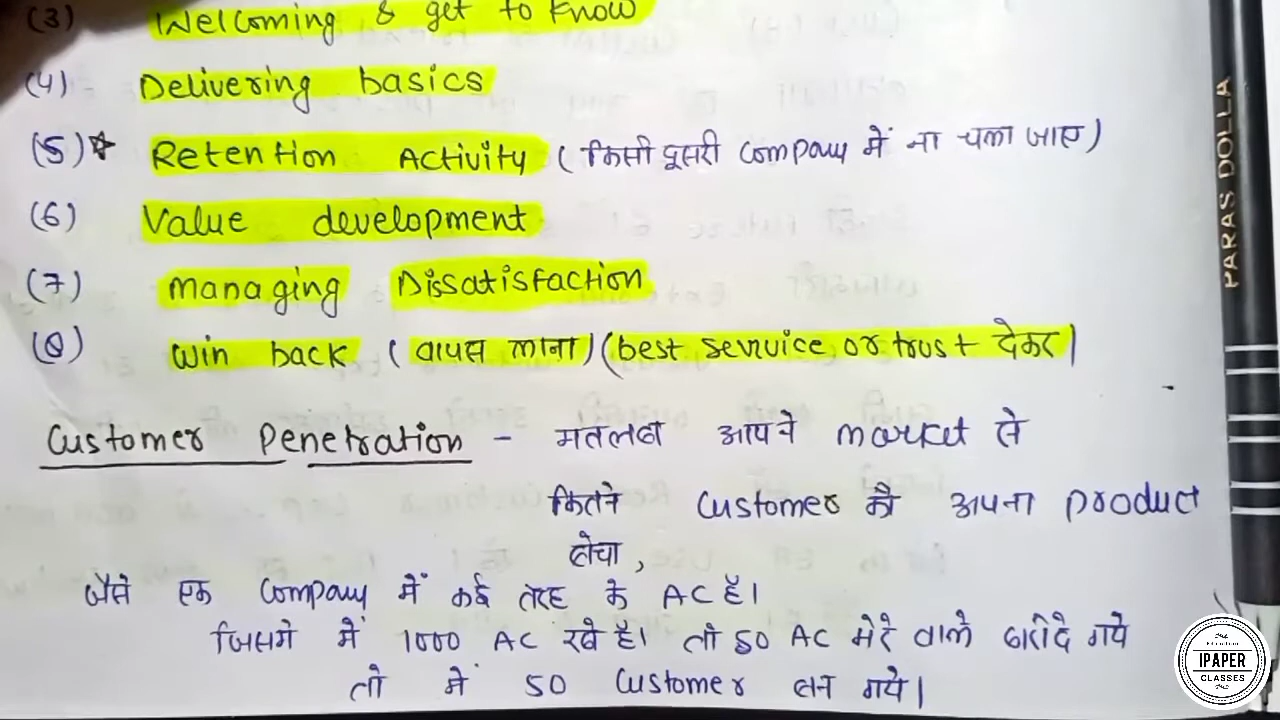 (3) Welcoming & get to know
(4) Delivering basics
(5) Retention Activity (किसी दूसरी company में ना चला जाए)
(6) Value development
(7) Managing Dissatisfaction
(8) Win back (वापस लाना) (best service or trust देकर)
Customer Penetration - मतलब आपने market से
कितने customer को अपना product
बेचा,
जैसे एक company में कई तरह के AC है।
जिसमे में 1000 AC रखे है। तो 50 AC मेरे वाले खरीदे गये
तो में 50 customer बन गये।
PARAS DOLLA
IPAPER
CLASSES